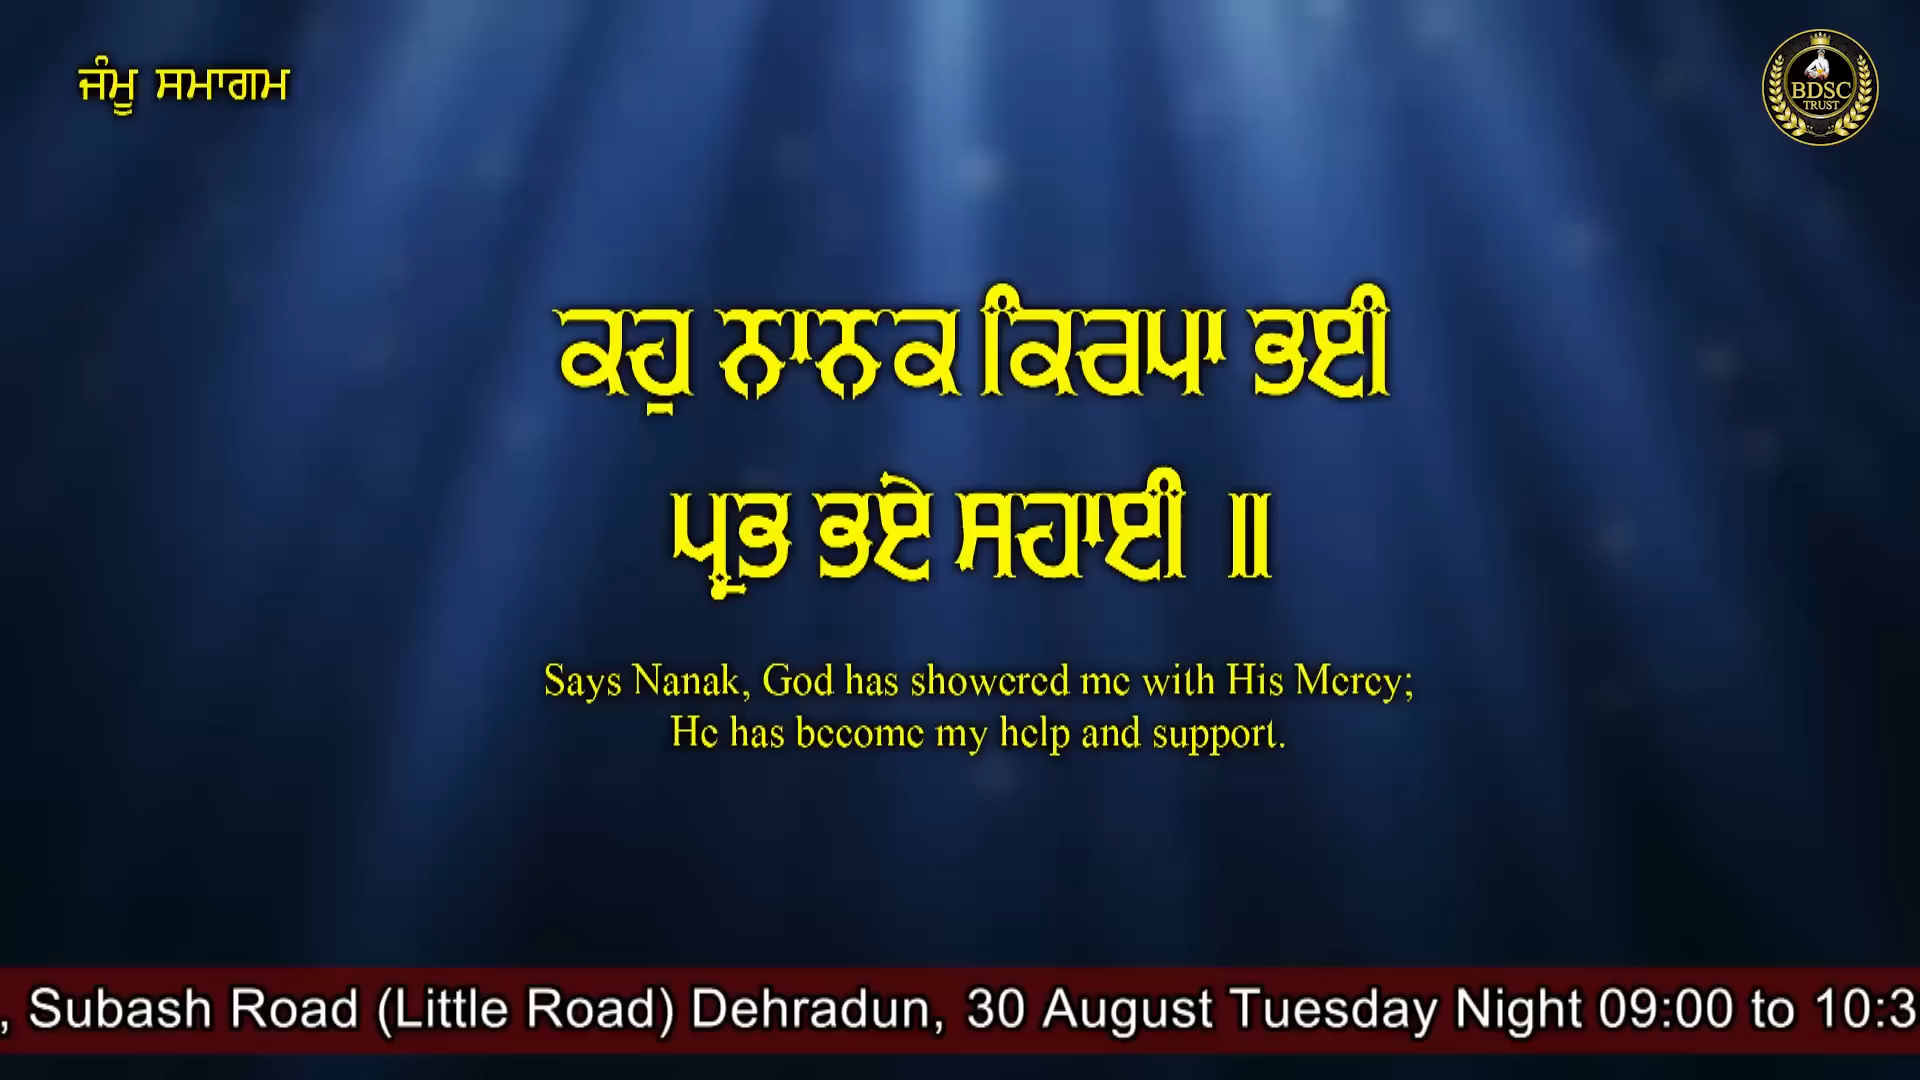 ਜੰਮੂ ਸਮਾਗਮ
BDSC
TRUST
ਕਹੁ ਨਾਨਕ ਕਿਰਪਾ ਭਈ
ਪ੍ਰਭ ਭਏ ਸਹਾਈ ॥
Says Nanak, God has showered me with His Mercy;
He has become my help and support.
, Subash Road (Little Road) Dehradun, 30 August Tuesday Night 09:00 to 10:3